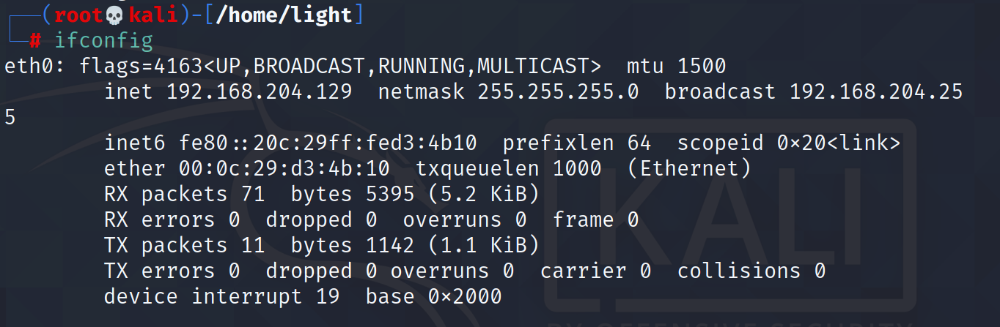 ┌──(root💀kali)-[/home/light]
└─# ifconfig
eth0: flags=4163<UP,BROADCAST,RUNNING,MULTICAST>  mtu 1500
        inet 192.168.204.129  netmask 255.255.255.0  broadcast 192.168.204.25
5
        inet6 fe80::20c:29ff:fed3:4b10  prefixlen 64  scopeid 0×20<link>
        ether 00:0c:29:d3:4b:10  txqueuelen 1000  (Ethernet)
        RX packets 71  bytes 5395 (5.2 KiB)
        RX errors 0  dropped 0  overruns 0  frame 0
        TX packets 11  bytes 1142 (1.1 KiB)
        TX errors 0  dropped 0 overruns 0  carrier 0  collisions 0
        device interrupt 19  base 0×2000
KALI
BY OFFENSIVE SECURITY